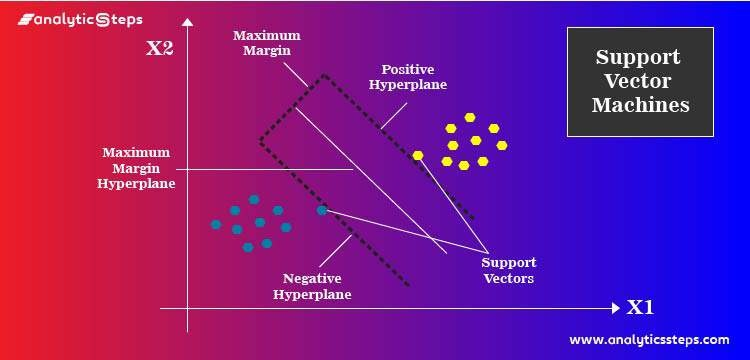 analyticSteps
X2
Maximum
Margin
Positive
Hyperplane
Support
Vector
Machines
Maximum
Margin
Hyperplane
Negative
Hyperplane
Support
Vectors
X1
www.analyticssteps.com